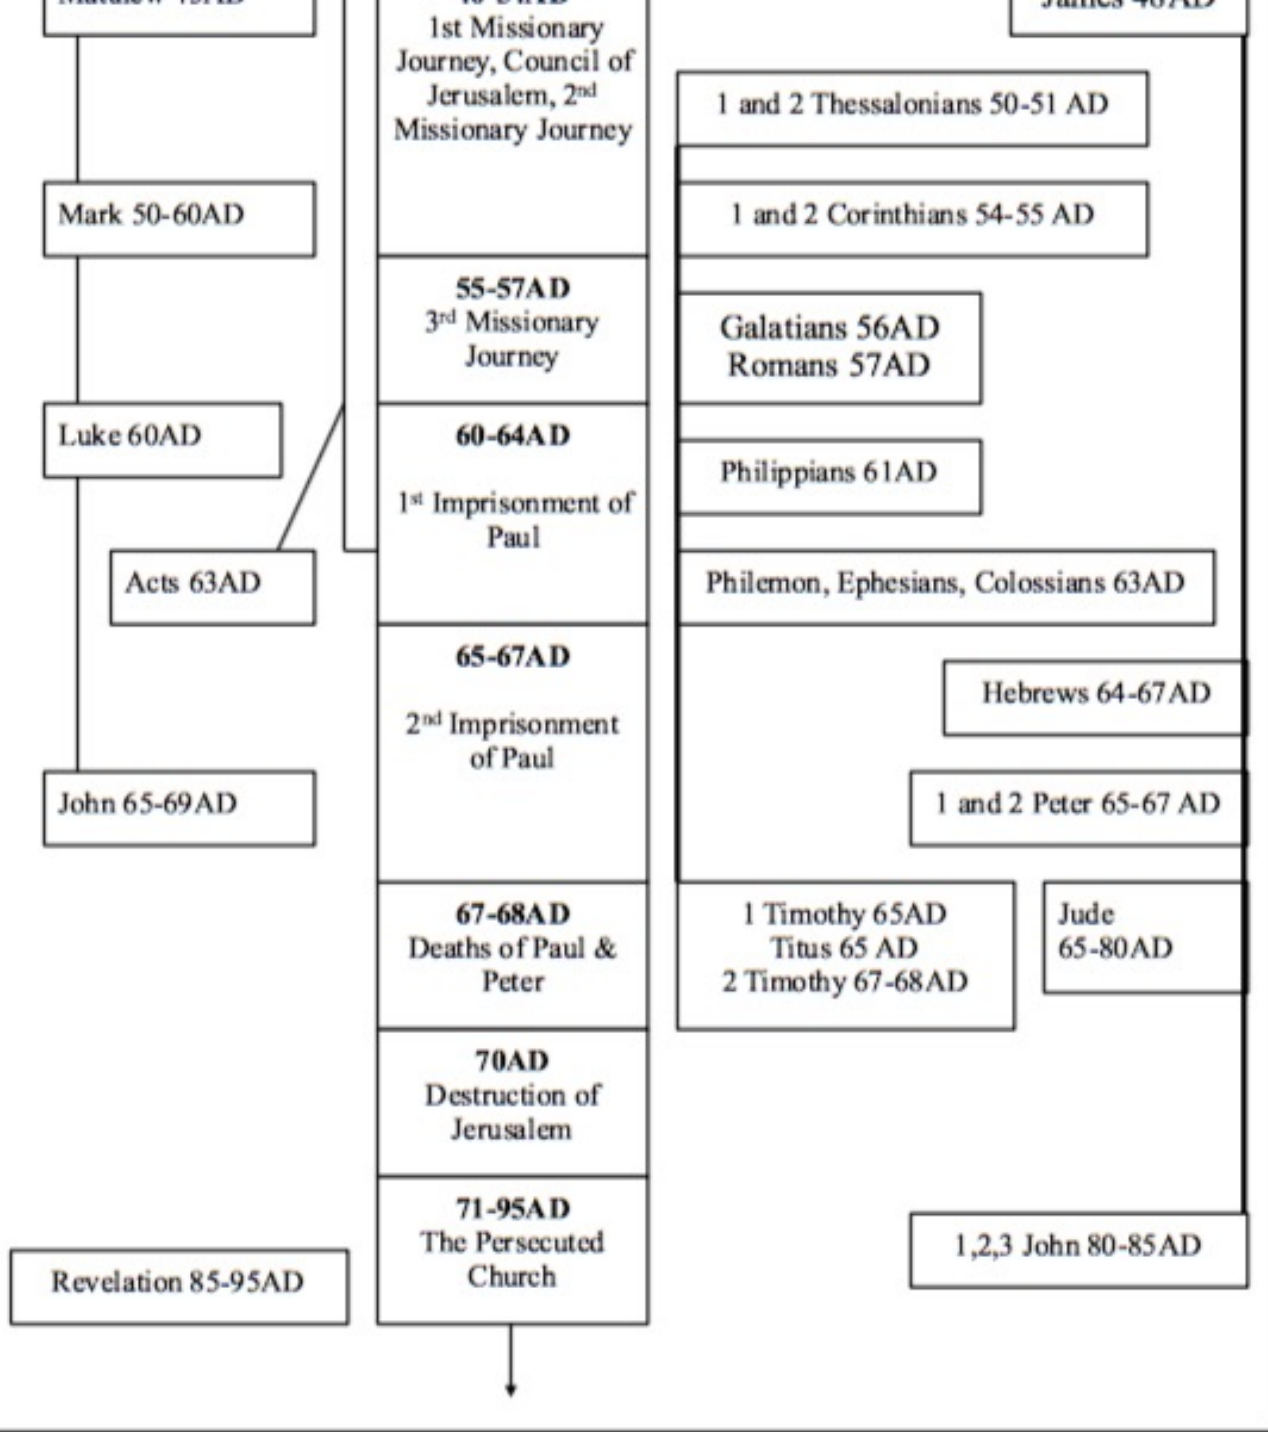 1st Missionary
Journey, Council of
Jerusalem, 2nd
Missionary Journey
1 and 2 Thessalonians 50-51 AD
Mark 50-60AD
1 and 2 Corinthians 54-55 AD
55-57AD
3rd Missionary
Journey
Galatians 56AD
Romans 57AD
Luke 60AD
60-64AD
1st Imprisonment of
Paul
Philippians 61AD
Acts 63AD
Philemon, Ephesians, Colossians 63AD
65-67AD
2nd Imprisonment
of Paul
Hebrews 64-67AD
John 65-69AD
1 and 2 Peter 65-67 AD
67-68AD
Deaths of Paul &
Peter
1 Timothy 65AD
Titus 65 AD
2 Timothy 67-68AD
Jude
65-80AD
70AD
Destruction of
Jerusalem
71-95AD
The Persecuted
Church
1,2,3 John 80-85AD
Revelation 85-95AD